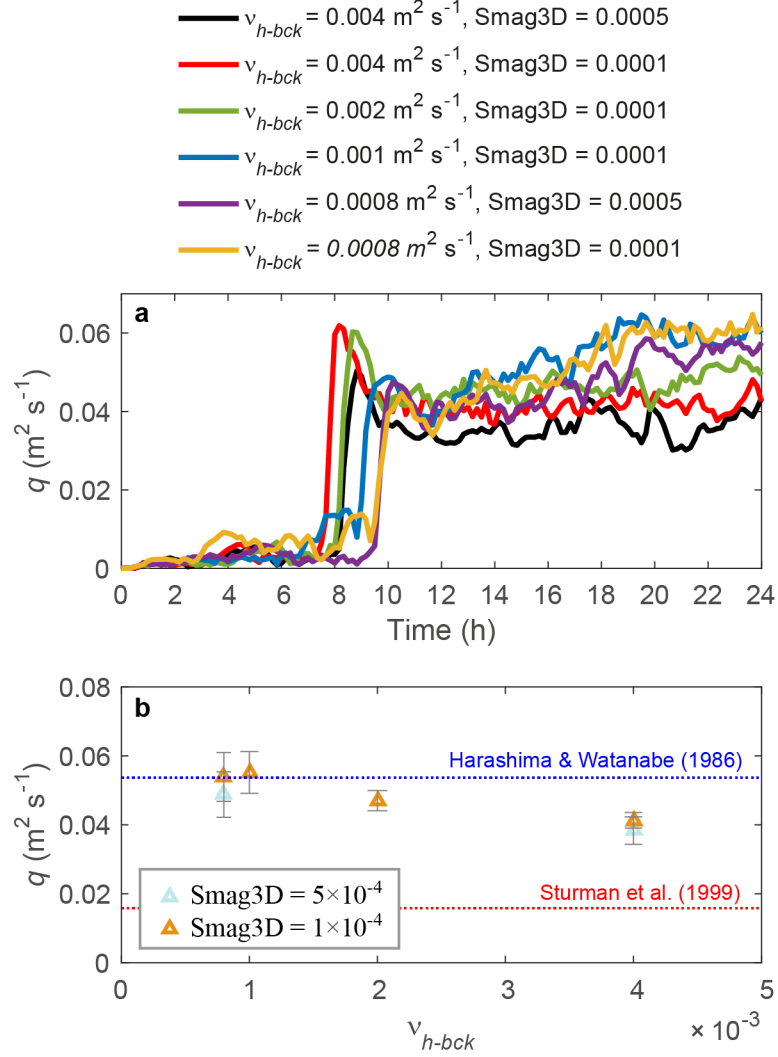 ν_h-bck = 0.004 m² s⁻¹, Smag3D = 0.0005
ν_h-bck = 0.004 m² s⁻¹, Smag3D = 0.0001
ν_h-bck = 0.002 m² s⁻¹, Smag3D = 0.0001
ν_h-bck = 0.001 m² s⁻¹, Smag3D = 0.0001
ν_h-bck = 0.0008 m² s⁻¹, Smag3D = 0.0005
ν_h-bck = 0.0008 m² s⁻¹, Smag3D = 0.0001
a
0.06
0.04
0.02
0
q (m² s⁻¹)
0 2 4 6 8 10 12 14 16 18 20 22 24
Time (h)
b
0.08
0.06
0.04
0.02
0
q (m² s⁻¹)
Harashima & Watanabe (1986)
Smag3D = 5×10⁻⁴
Smag3D = 1×10⁻⁴
Sturman et al. (1999)
0 1 2 3 4 5
ν_h-bck
× 10⁻³